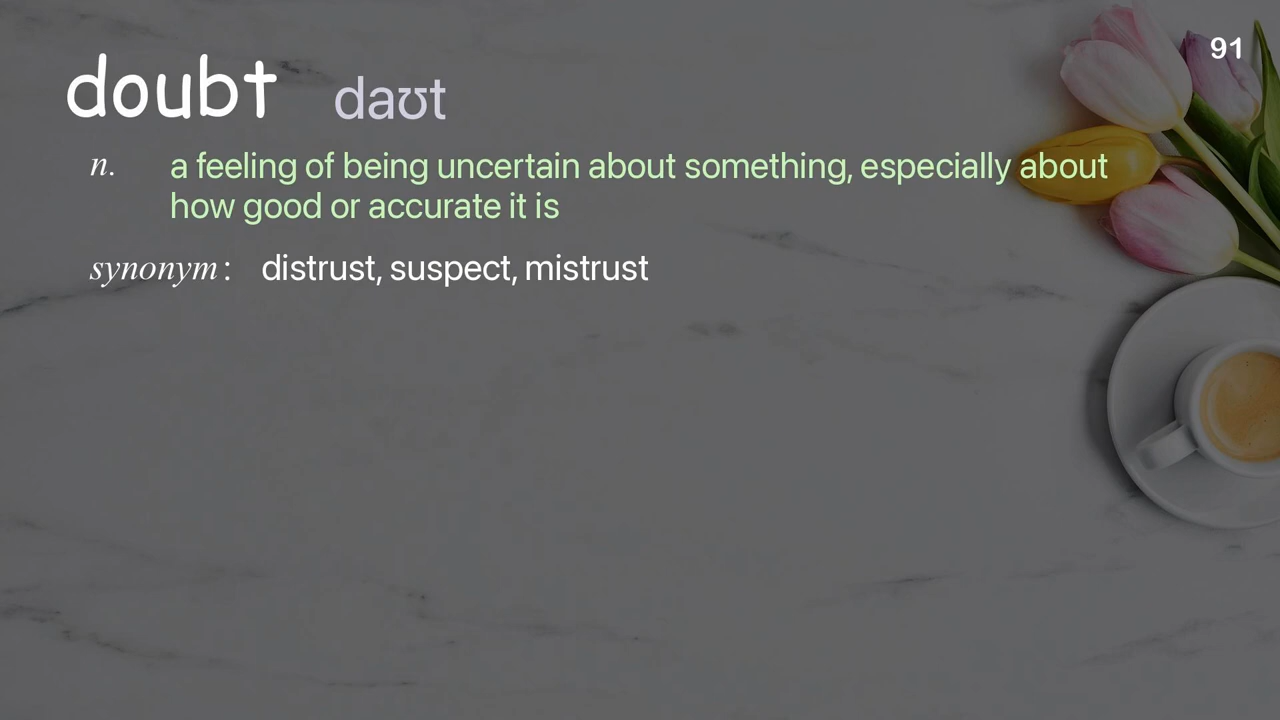 91
doubt daʊt
n. a feeling of being uncertain about something, especially about
how good or accurate it is
synonym: distrust, suspect, mistrust